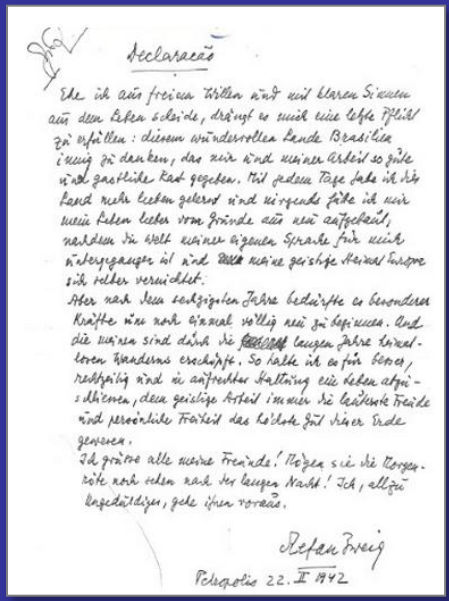 Declaracão
Ehe ich aus freiem Willen und mit klaren Sinnen
aus dem Leben scheide, drängt es mich eine letzte Pflicht
zu erfüllen: diesem wundervollen Lande Brasilien
innig zu danken, das mir und meiner Arbeit so gute
und gastliche Rast gegeben. Mit jedem Tage habe ich dies
Land mehr lieben gelernt und nirgends hätte ich mir
mein Leben lieber vom Grunde aus neu aufgebaut,
nachdem die Welt meiner eigenen Sprache für mich
untergegangen ist und meine geistige Heimat Europa
sich selber vernichtet.
Aber nach dem sechzigsten Jahre bedürfte es besonderer
Kräfte um noch einmal völlig neu zu beginnen. Und
die meinen sind durch die langen Jahre heimat-
losen Wanderns erschöpft. So halte ich es für besser,
rechtzeitig und in aufrechter Haltung ein Leben abzu-
schliessen, dem geistige Arbeit immer die lauterste Freude
und persönliche Freiheit das höchste Gut dieser Erde
gewesen.
Ich grüsse alle meine Freunde! Mögen sie die Morgen-
röte noch sehen nach der langen Nacht! Ich, allzu
Ungeduldiger, gehe ihnen voraus.
Stefan Zweig
Petropolis 22. II 1942